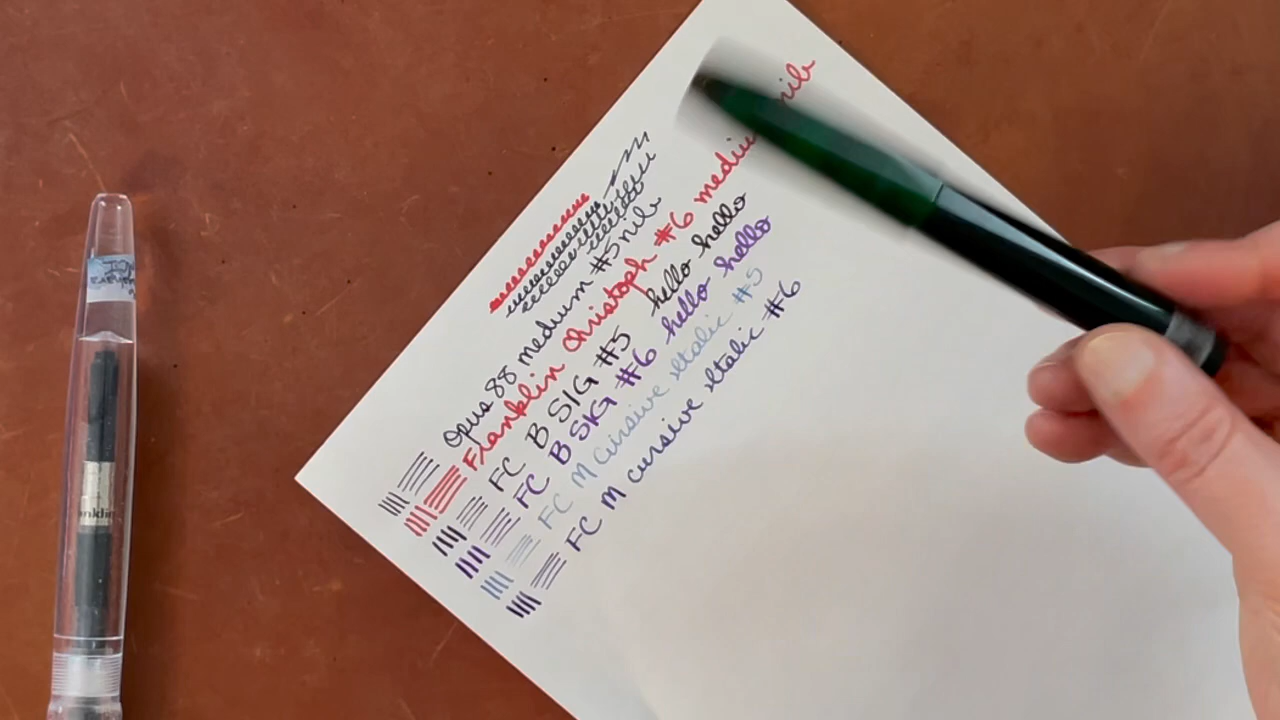 Opus 88 medium #5 nib
Franklin Christoph #6 medium nib
FC B SIG #5 hello hello
FC B SIG #6 hello hello
FC M cursive italic #5
FC M cursive italic #6